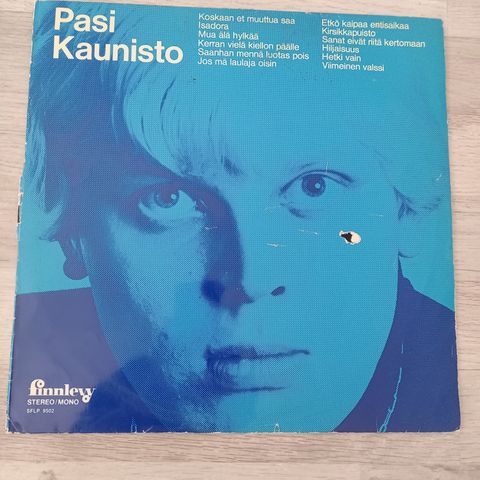 Pasi
Kaunisto
Koskaan et muuttua saa
Isadora
Mua älä hylkää
Kerran vielä kiellon päälle
Saanhan mennä luotas pois
Jos mä laulaja oisin
Etkö kaipaa entisaikaa
Kirsikkapuisto
Sanat eivät riitä kertomaan
Hiljaisuus
Hetki vain
Viimeinen valssi
finnlevy
STEREO/MONO
SFLP 9502